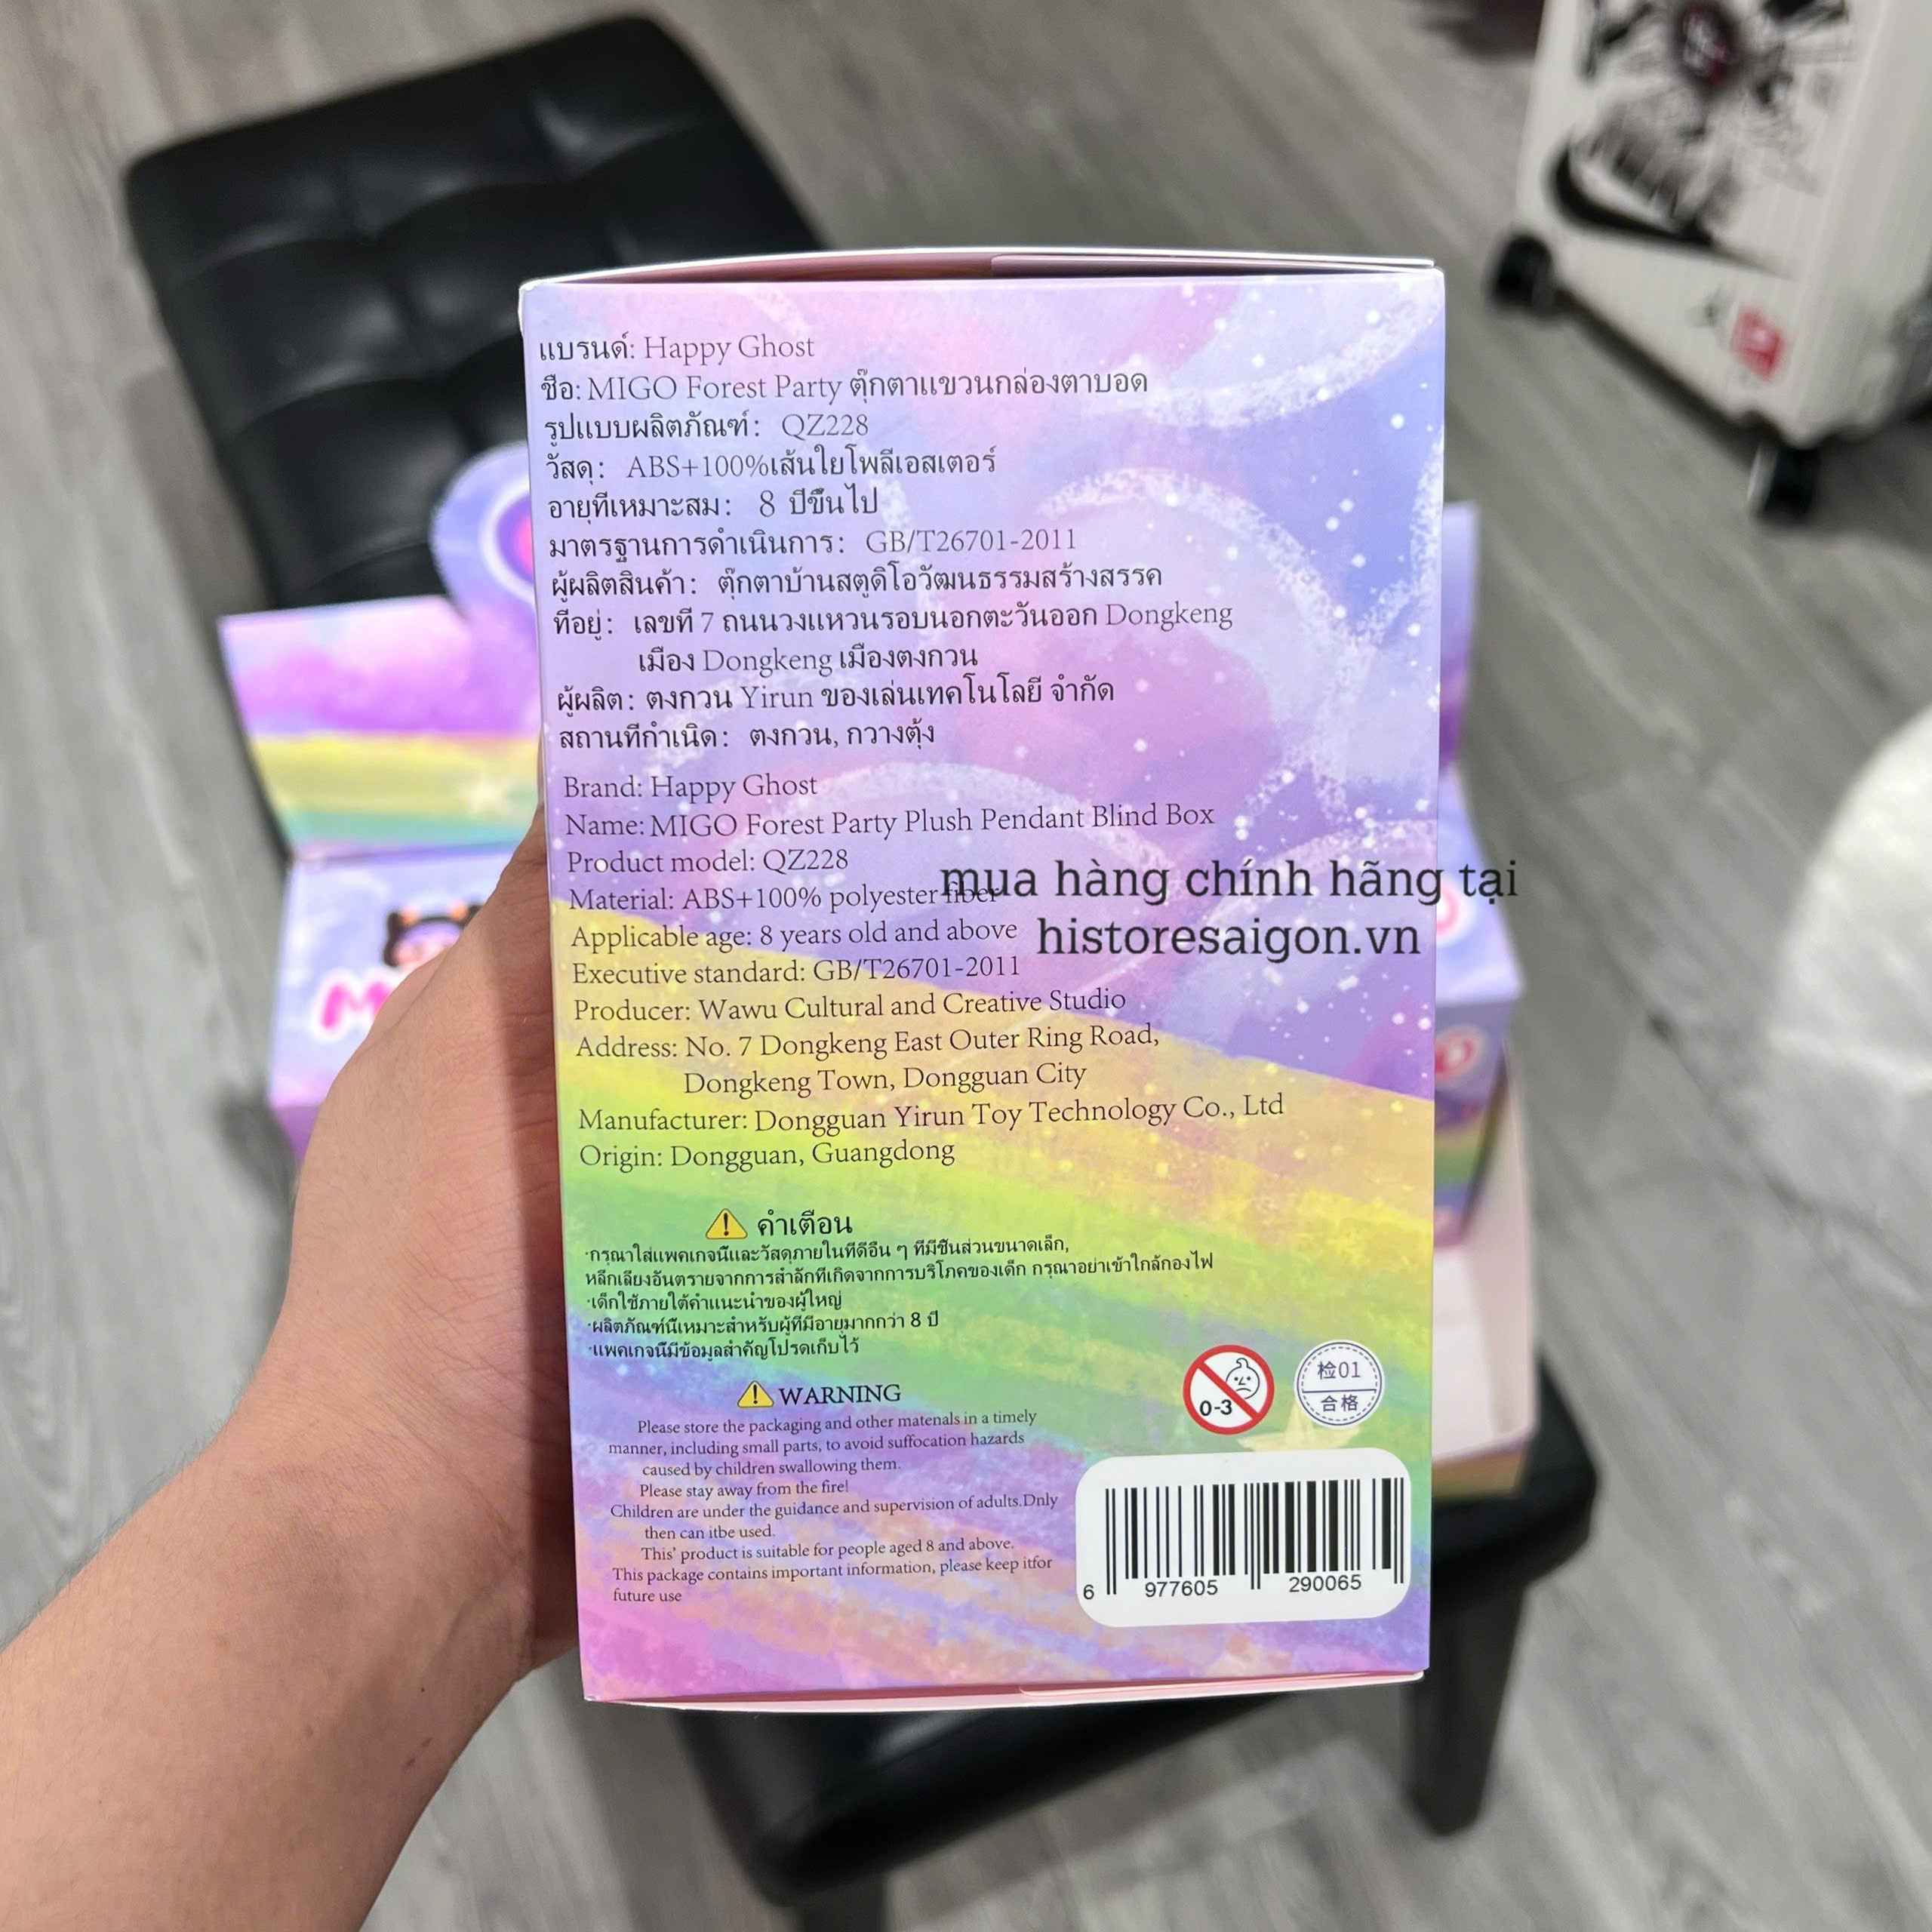 แบรนด์: Happy Ghost
ชื่อ: MIGO Forest Party ตุ๊กตาแขวนกล่องตาบอด
รูปแบบผลิตภัณฑ์: QZ228
วัสดุ: ABS+100%เส้นใยโพลีเอสเตอร์
อายุที่เหมาะสม: 8 ปีขึ้นไป
มาตรฐานการดำเนินการ: GB/T26701-2011
ผู้ผลิตสินค้า: ตุ๊กตาบ้านสตูดิโอวัฒนธรรมสร้างสรรค
ที่อยู่: เลขที่ 7 ถนนวงแหวนรอบนอกตะวันออก Dongkeng
เมือง Dongkeng เมืองตงกวน
ผู้ผลิต: ตงกวน Yirun ของเล่นเทคโนโลยี จำกัด
สถานที่กำเนิด: ตงกวน, กวางตุ้ง
Brand: Happy Ghost
Name: MIGO Forest Party Plush Pendant Blind Box
Product model: QZ228
Material: ABS+100% polyester fiber
mua hàng chính hãng tại
historesaigon.vn
Applicable age: 8 years old and above
Executive standard: GB/T26701-2011
Producer: Wawu Cultural and Creative Studio
Address: No. 7 Dongkeng East Outer Ring Road,
Dongkeng Town, Dongguan City
Manufacturer: Dongguan Yirun Toy Technology Co., Ltd
Origin: Dongguan, Guangdong
คำเตือน
·กรุณาใส่แพคเกจนี้และวัสดุภายในที่ดีอื่น ๆ ที่มีชิ้นส่วนขนาดเล็ก,
หลีกเลี่ยงอันตรายจากการสำลักที่เกิดจากการบริโภคของเด็ก กรุณาอย่าเข้าใกล้กองไฟ
·เด็กใช้ภายใต้คำแนะนำของผู้ใหญ่
·ผลิตภัณฑ์นี้เหมาะสำหรับผู้ที่มีอายุมากกว่า 8 ปี
·แพคเกจนี้มีข้อมูลสำคัญโปรดเก็บไว้
WARNING
Please store the packaging and other matenals in a timely
manner, including small parts, to avoid suffocation hazards
caused by children swallowing them.
Please stay away from the fire!
Children are under the guidance and supervision of adults.Dnly
then can itbe used.
This' product is suitable for people aged 8 and above.
This package contains important information, please keep itfor
future use
0-3
检01
合格
6 977605 290065